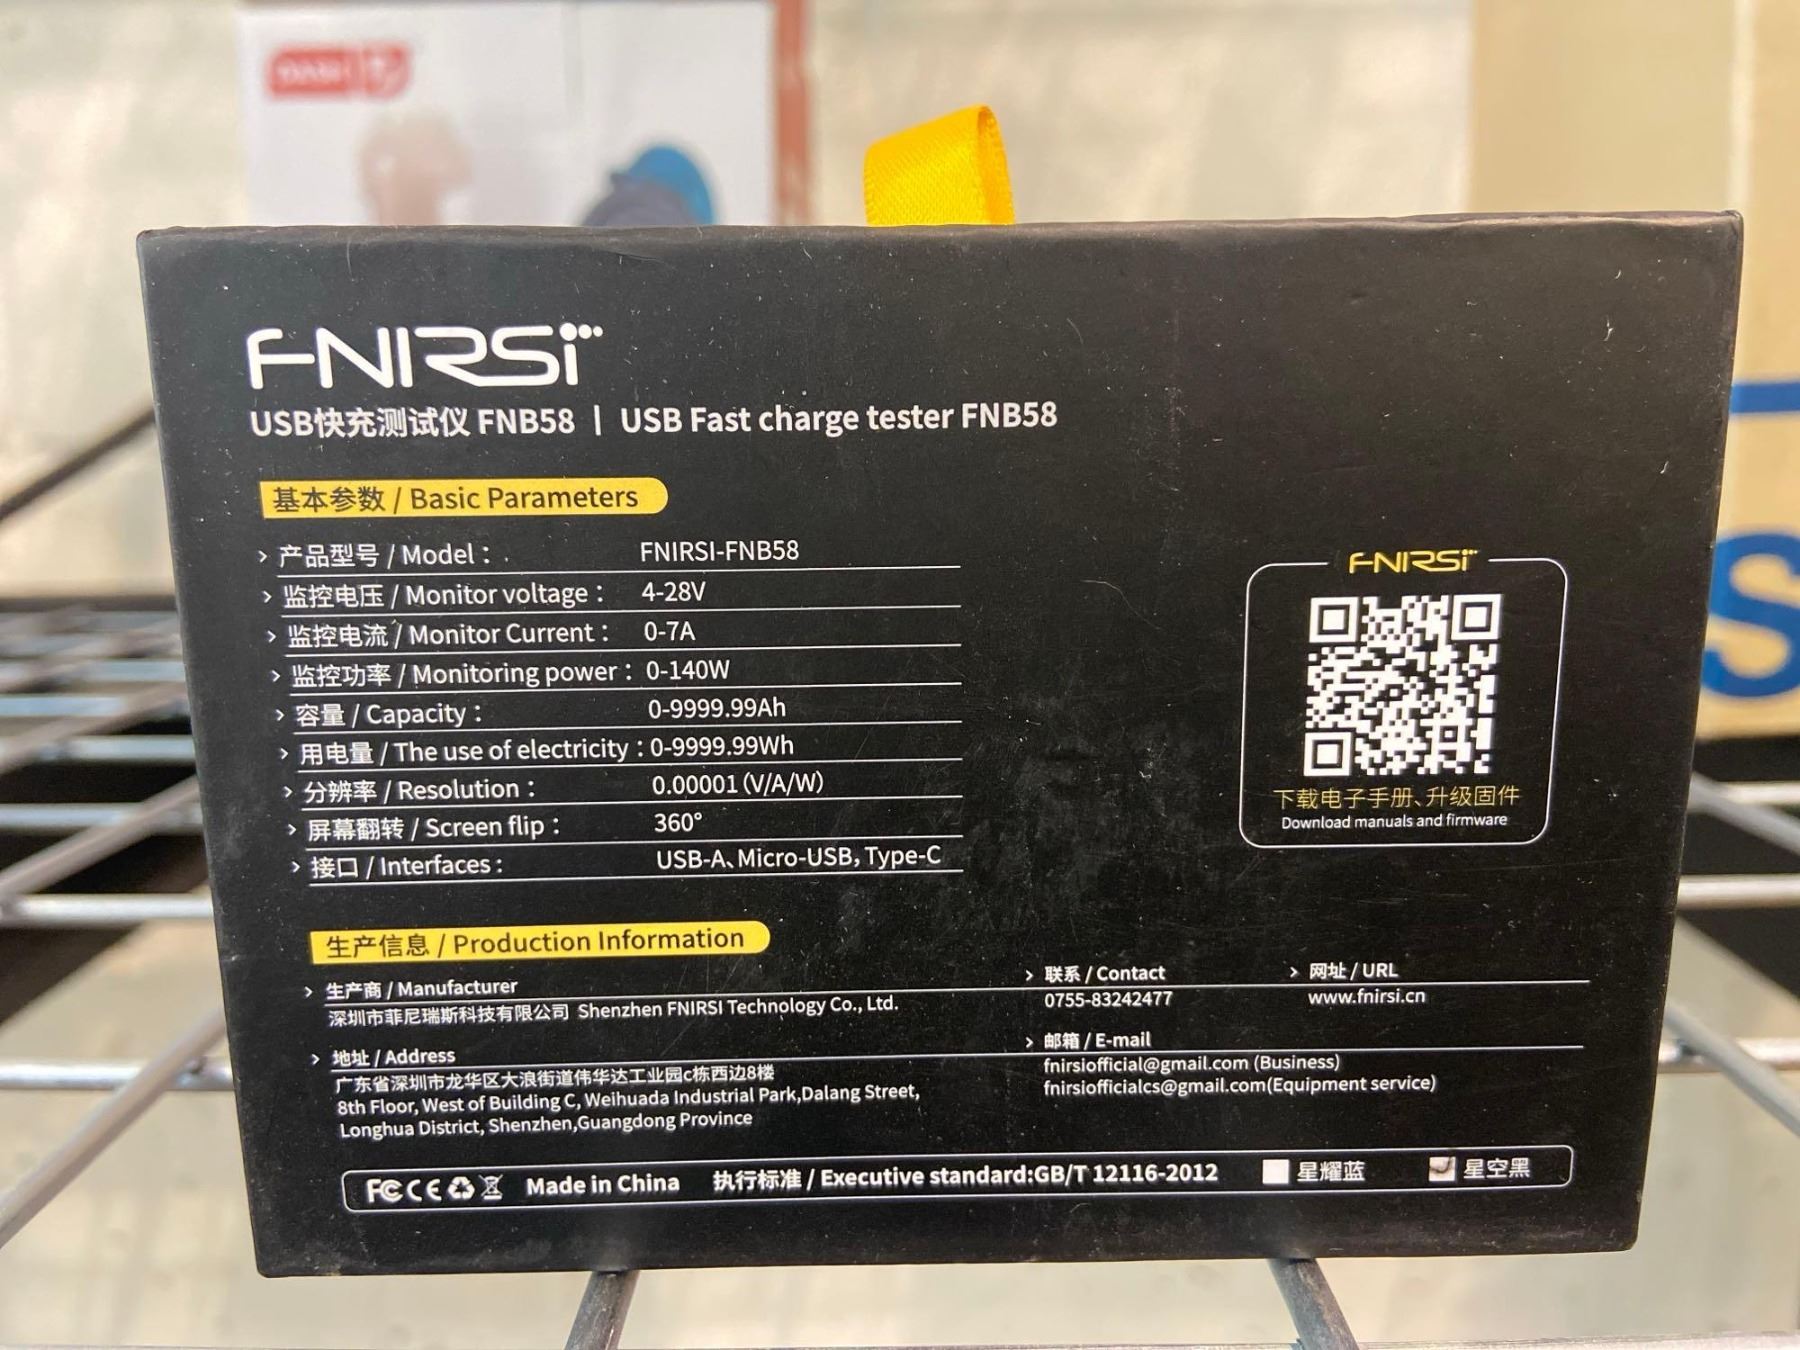 FNIRSI
USB快充测试仪 FNB58 | USB Fast charge tester FNB58
基本参数 / Basic Parameters
> 产品型号 / Model : FNIRSI-FNB58
> 监控电压 / Monitor voltage : 4-28V
> 监控电流 / Monitor Current : 0-7A
> 监控功率 / Monitoring power : 0-140W
> 容量 / Capacity : 0-9999.99Ah
> 用电量 / The use of electricity : 0-9999.99Wh
> 分辨率 / Resolution : 0.00001 (V/A/W)
> 屏幕翻转 / Screen flip : 360°
> 接口 / Interfaces : USB-A、Micro-USB, Type-C
FNIRSI
下载电子手册、升级固件
Download manuals and firmware
生产信息 / Production Information
> 生产商 / Manufacturer
深圳市菲尼瑞斯科技有限公司 Shenzhen FNIRSI Technology Co., Ltd.
> 联系 / Contact
0755-83242477
> 网址 / URL
www.fnirsi.cn
> 地址 / Address
广东省深圳市龙华区大浪街道伟华达工业园c栋西边8楼
8th Floor, West of Building C, Weihuada Industrial Park,Dalang Street,
Longhua District, Shenzhen,Guangdong Province
> 邮箱 / E-mail
fnirsiofficial@gmail.com (Business)
fnirsiofficialcs@gmail.com(Equipment service)
FC CE Made in China 执行标准 / Executive standard:GB/T 12116-2012 星耀蓝 星空黑
S